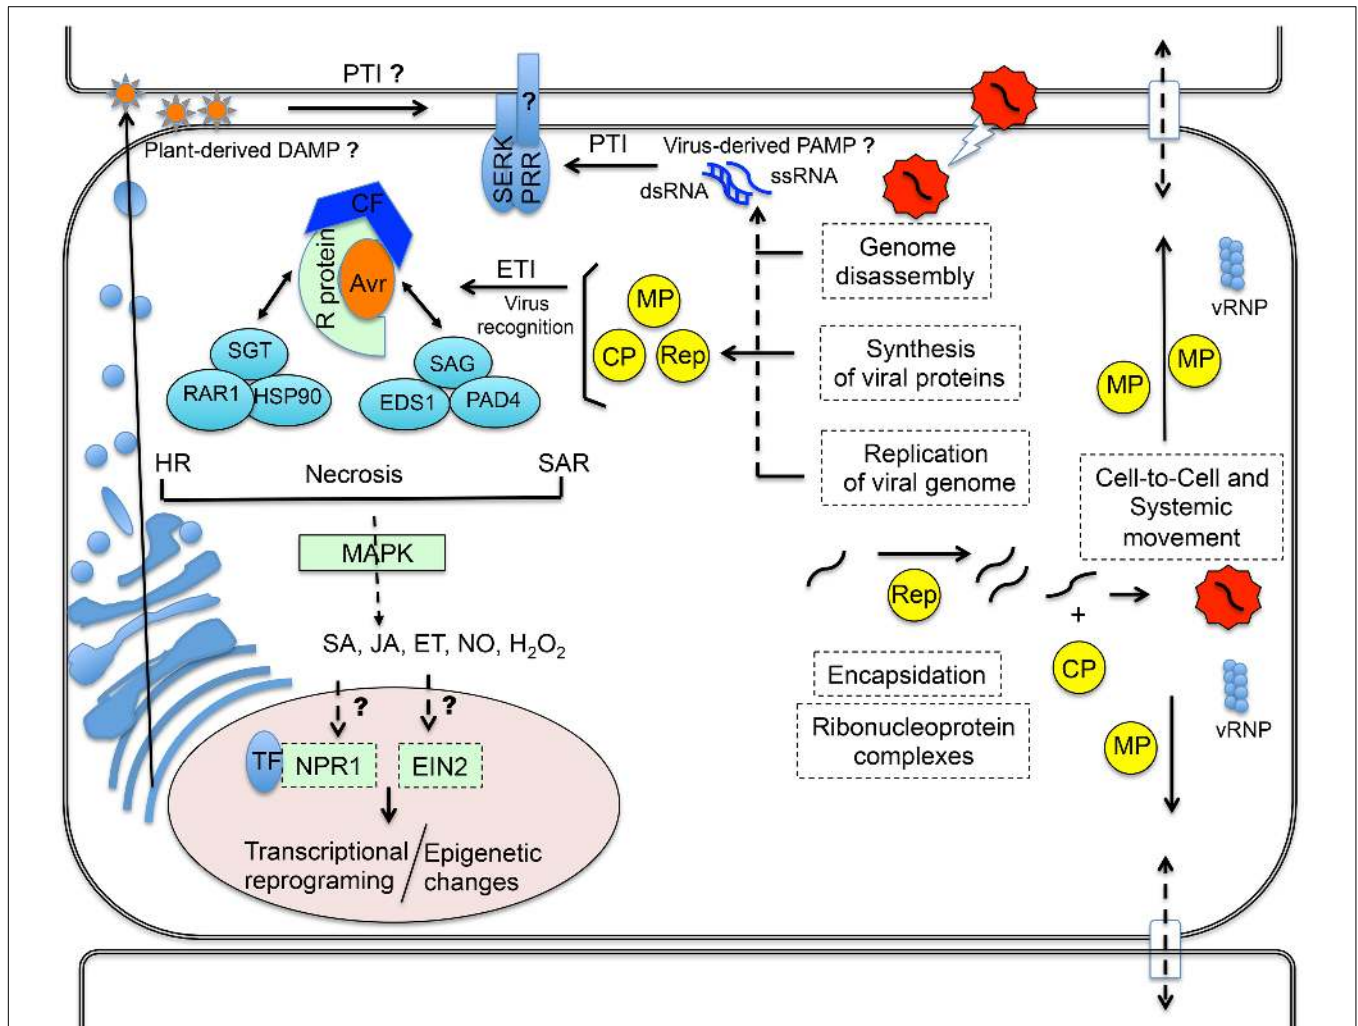 PTI ?
?
Plant-derived DAMP ?
SERK
PRR
PTI
Virus-derived PAMP ?
dsRNA
ssRNA
CF
R protein
Avr
ETI
Virus
recognition
MP
CP
Rep
Genome
disassembly
vRNP
SGT
RAR1
HSP90
SAG
EDS1
PAD4
Synthesis
of viral proteins
MP
MP
HR
Necrosis
SAR
Replication
of viral genome
Cell-to-Cell and
Systemic
movement
MAPK
Rep
+
CP
SA, JA, ET, NO, H₂O₂
?
?
Encapsidation
Ribonucleoprotein
complexes
MP
vRNP
TF
NPR1
EIN2
Transcriptional
reprograming
/
Epigenetic
changes